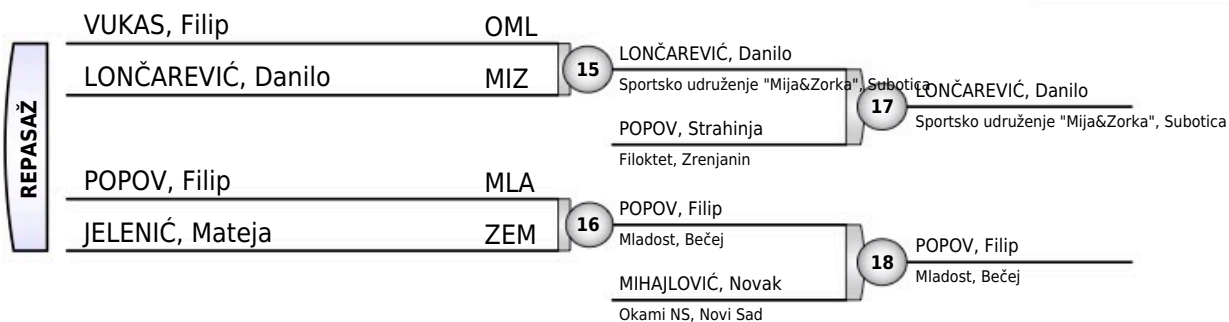 REPASAŽ
VUKAS, Filip OML
LONČAREVIĆ, Danilo MIZ
15
LONČAREVIĆ, Danilo
Sportsko udruženje "Mija&Zorka", Subotica
POPOV, Strahinja
Filoktet, Zrenjanin
17
LONČAREVIĆ, Danilo
Sportsko udruženje "Mija&Zorka", Subotica
POPOV, Filip MLA
JELENIĆ, Mateja ZEM
16
POPOV, Filip
Mladost, Bečej
MIHAJLOVIĆ, Novak
Okami NS, Novi Sad
18
POPOV, Filip
Mladost, Bečej